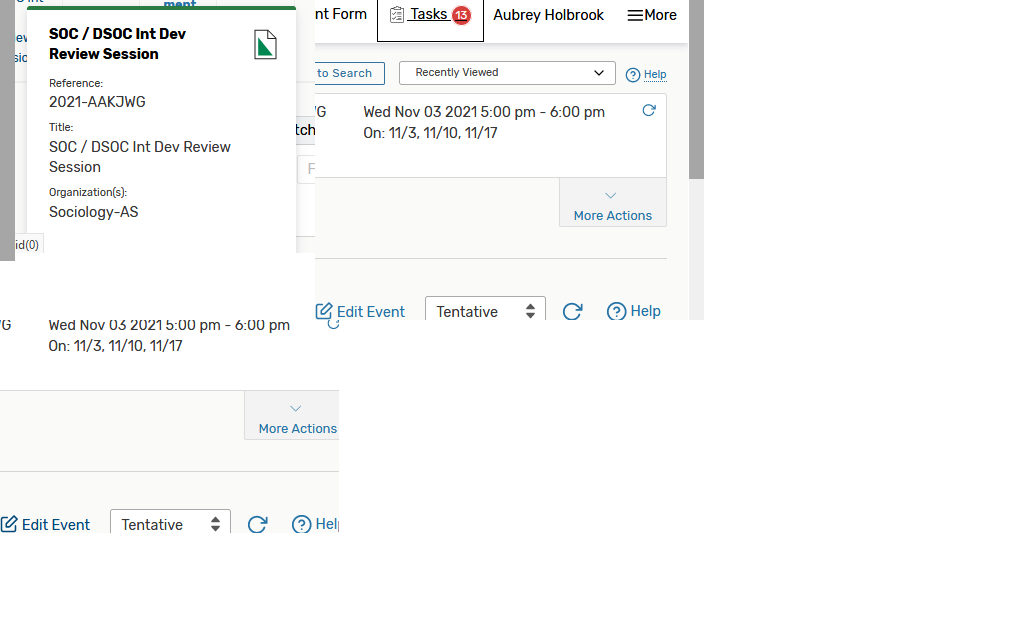 ment
SOC / DSOC Int Dev
Review Session
Reference:
2021-AAKJWG
Title:
SOC / DSOC Int Dev Review
Session
Organization(s):
Sociology-AS
id(0)
nt Form
Tasks 13
Aubrey Holbrook
More
to Search
Recently Viewed
Help
Wed Nov 03 2021 5:00 pm - 6:00 pm
On: 11/3, 11/10, 11/17
tch
More Actions
Edit Event
Tentative
Help
Wed Nov 03 2021 5:00 pm - 6:00 pm
On: 11/3, 11/10, 11/17
More Actions
Edit Event
Tentative
Help